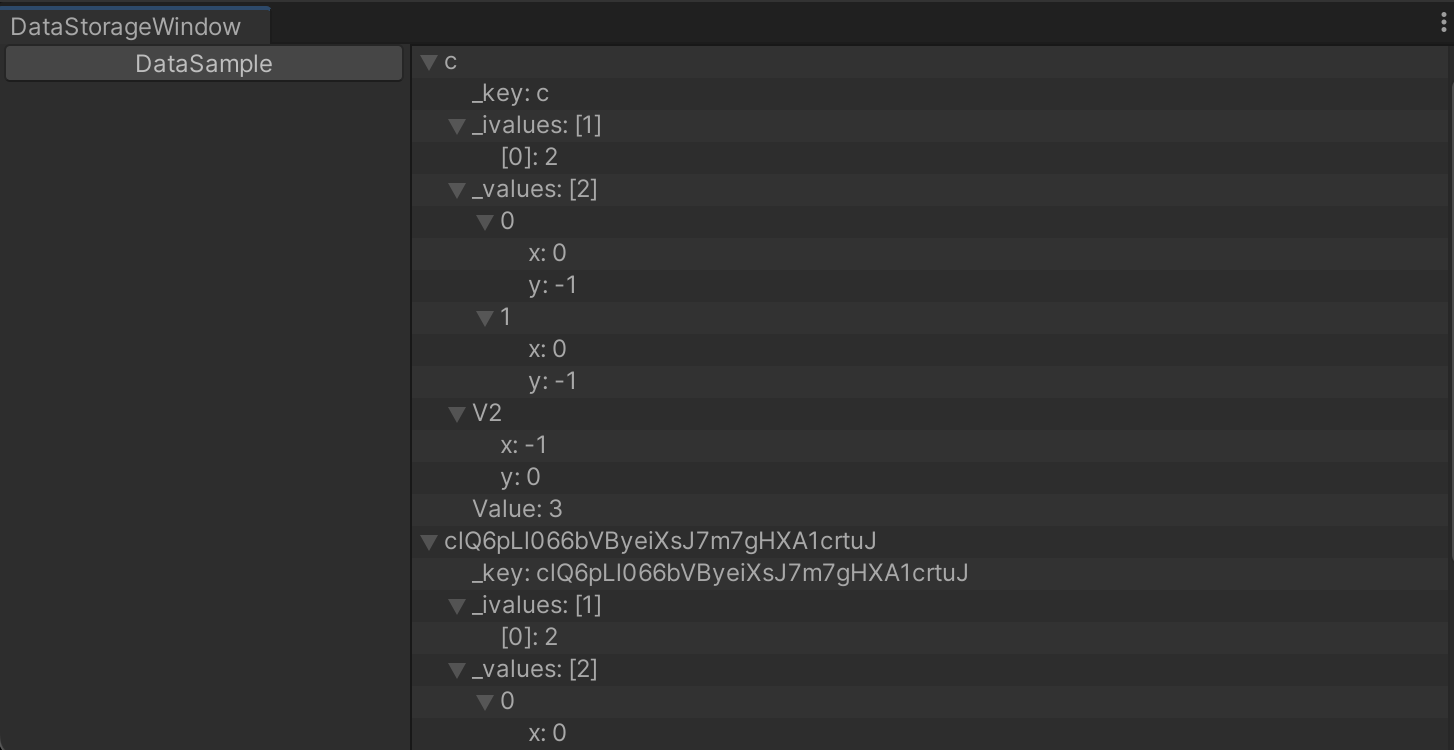 DataStorageWindow
DataSample
c
_key: c
_ivalues: [1]
[0]: 2
_values: [2]
0
x: 0
y: -1
1
x: 0
y: -1
V2
x: -1
y: 0
Value: 3
clQ6pLI066bVByeiXsJ7m7gHXA1crtuJ
_key: clQ6pLI066bVByeiXsJ7m7gHXA1crtuJ
_ivalues: [1]
[0]: 2
_values: [2]
0
x: 0